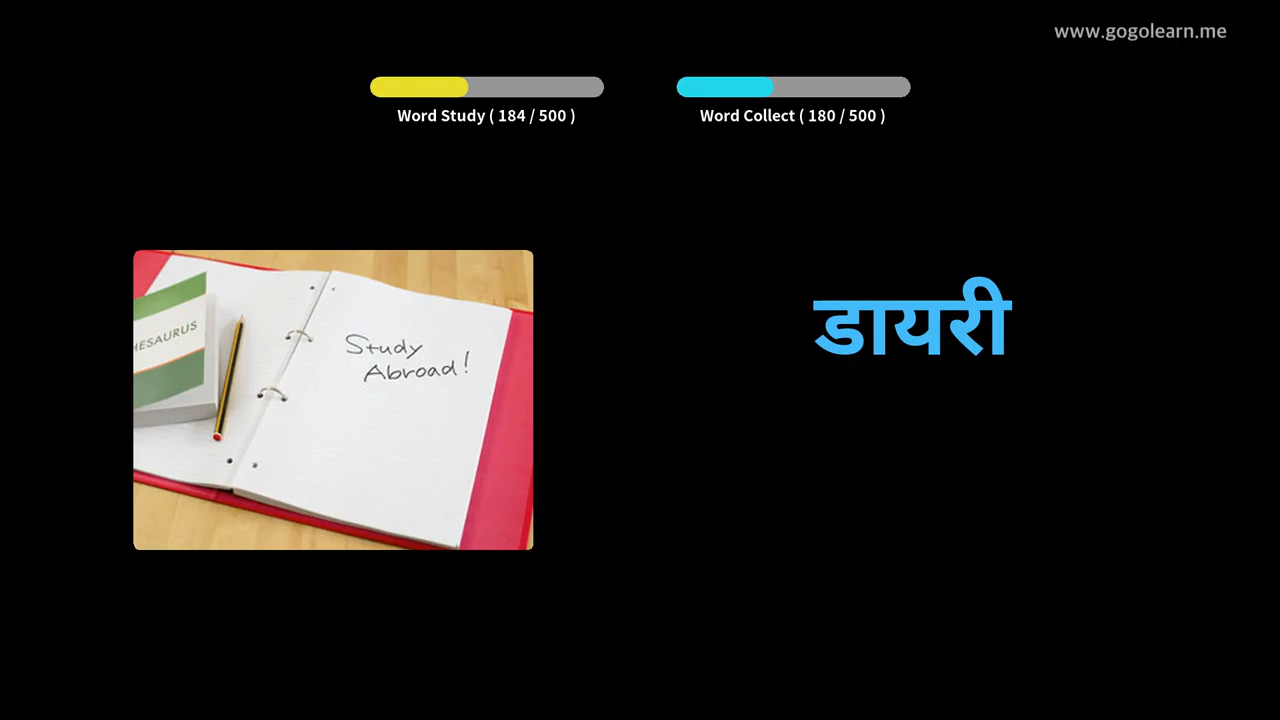 www.gogolearn.me
Word Study ( 184 / 500 )
Word Collect ( 180 / 500 )
HESAURUS
Study
Abroad!
डायरी